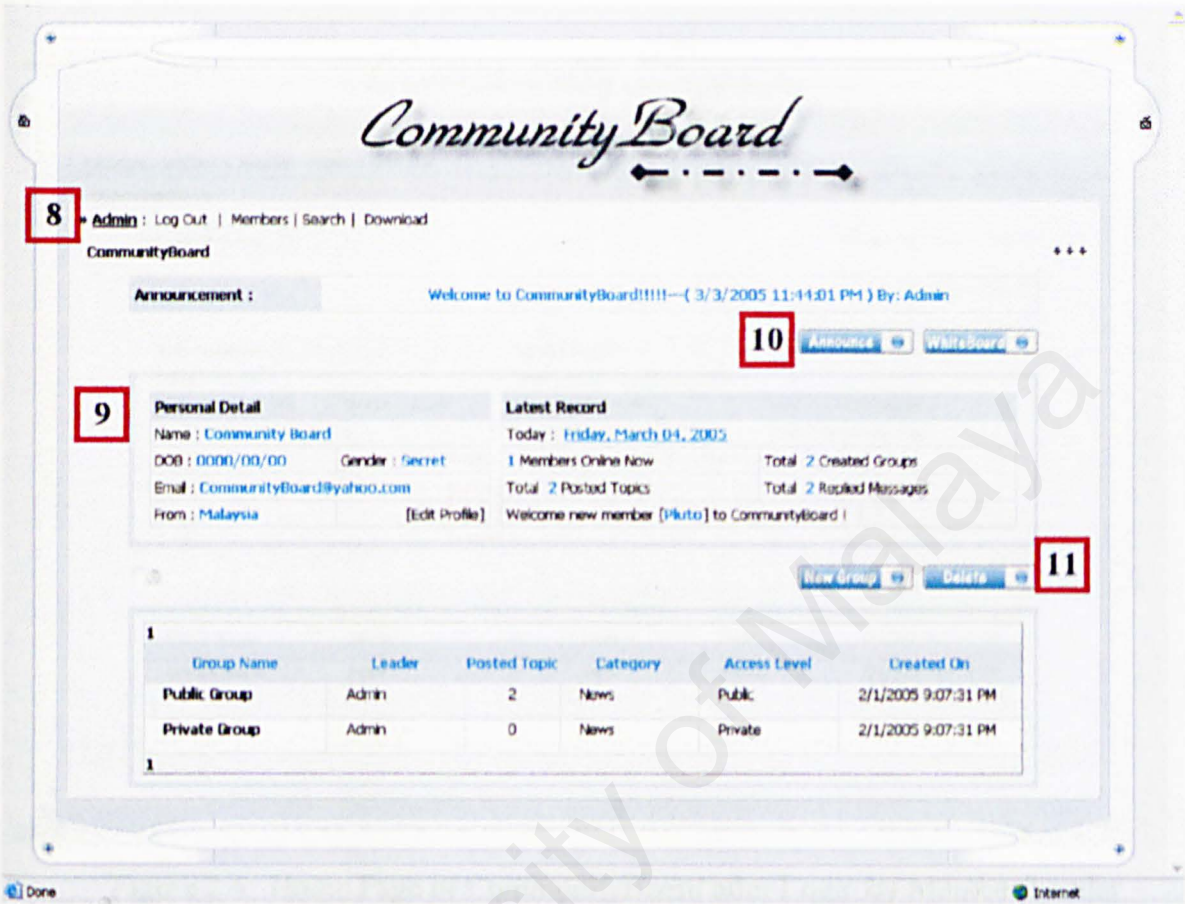 Community Board
8
Admin : Log Out | Members | Search | Download
CommunityBoard
Announcement : Welcome to CommunityBoard!!!!!---( 3/3/2005 11:44:01 PM ) By: Admin
10 Announce WhiteBoard
9
Personal Detail Latest Record
Name : Community Board Today : Friday, March 04, 2005
DOB : 0000/00/00 Gender : Secret 1 Members Online Now Total 2 Created Groups
Email : CommunityBoard@yahoo.com Total 2 Posted Topics Total 2 Replied Messages
From : Malaysia [Edit Profile] Welcome new member [Pluto] to CommunityBoard !
New Group Delete 11
1
Group Name Leader Posted Topic Category Access Level Created On
Public Group Admin 2 News Public 2/1/2005 9:07:31 PM
Private Group Admin 0 News Private 2/1/2005 9:07:31 PM
1
Done Internet
sity of Malaya